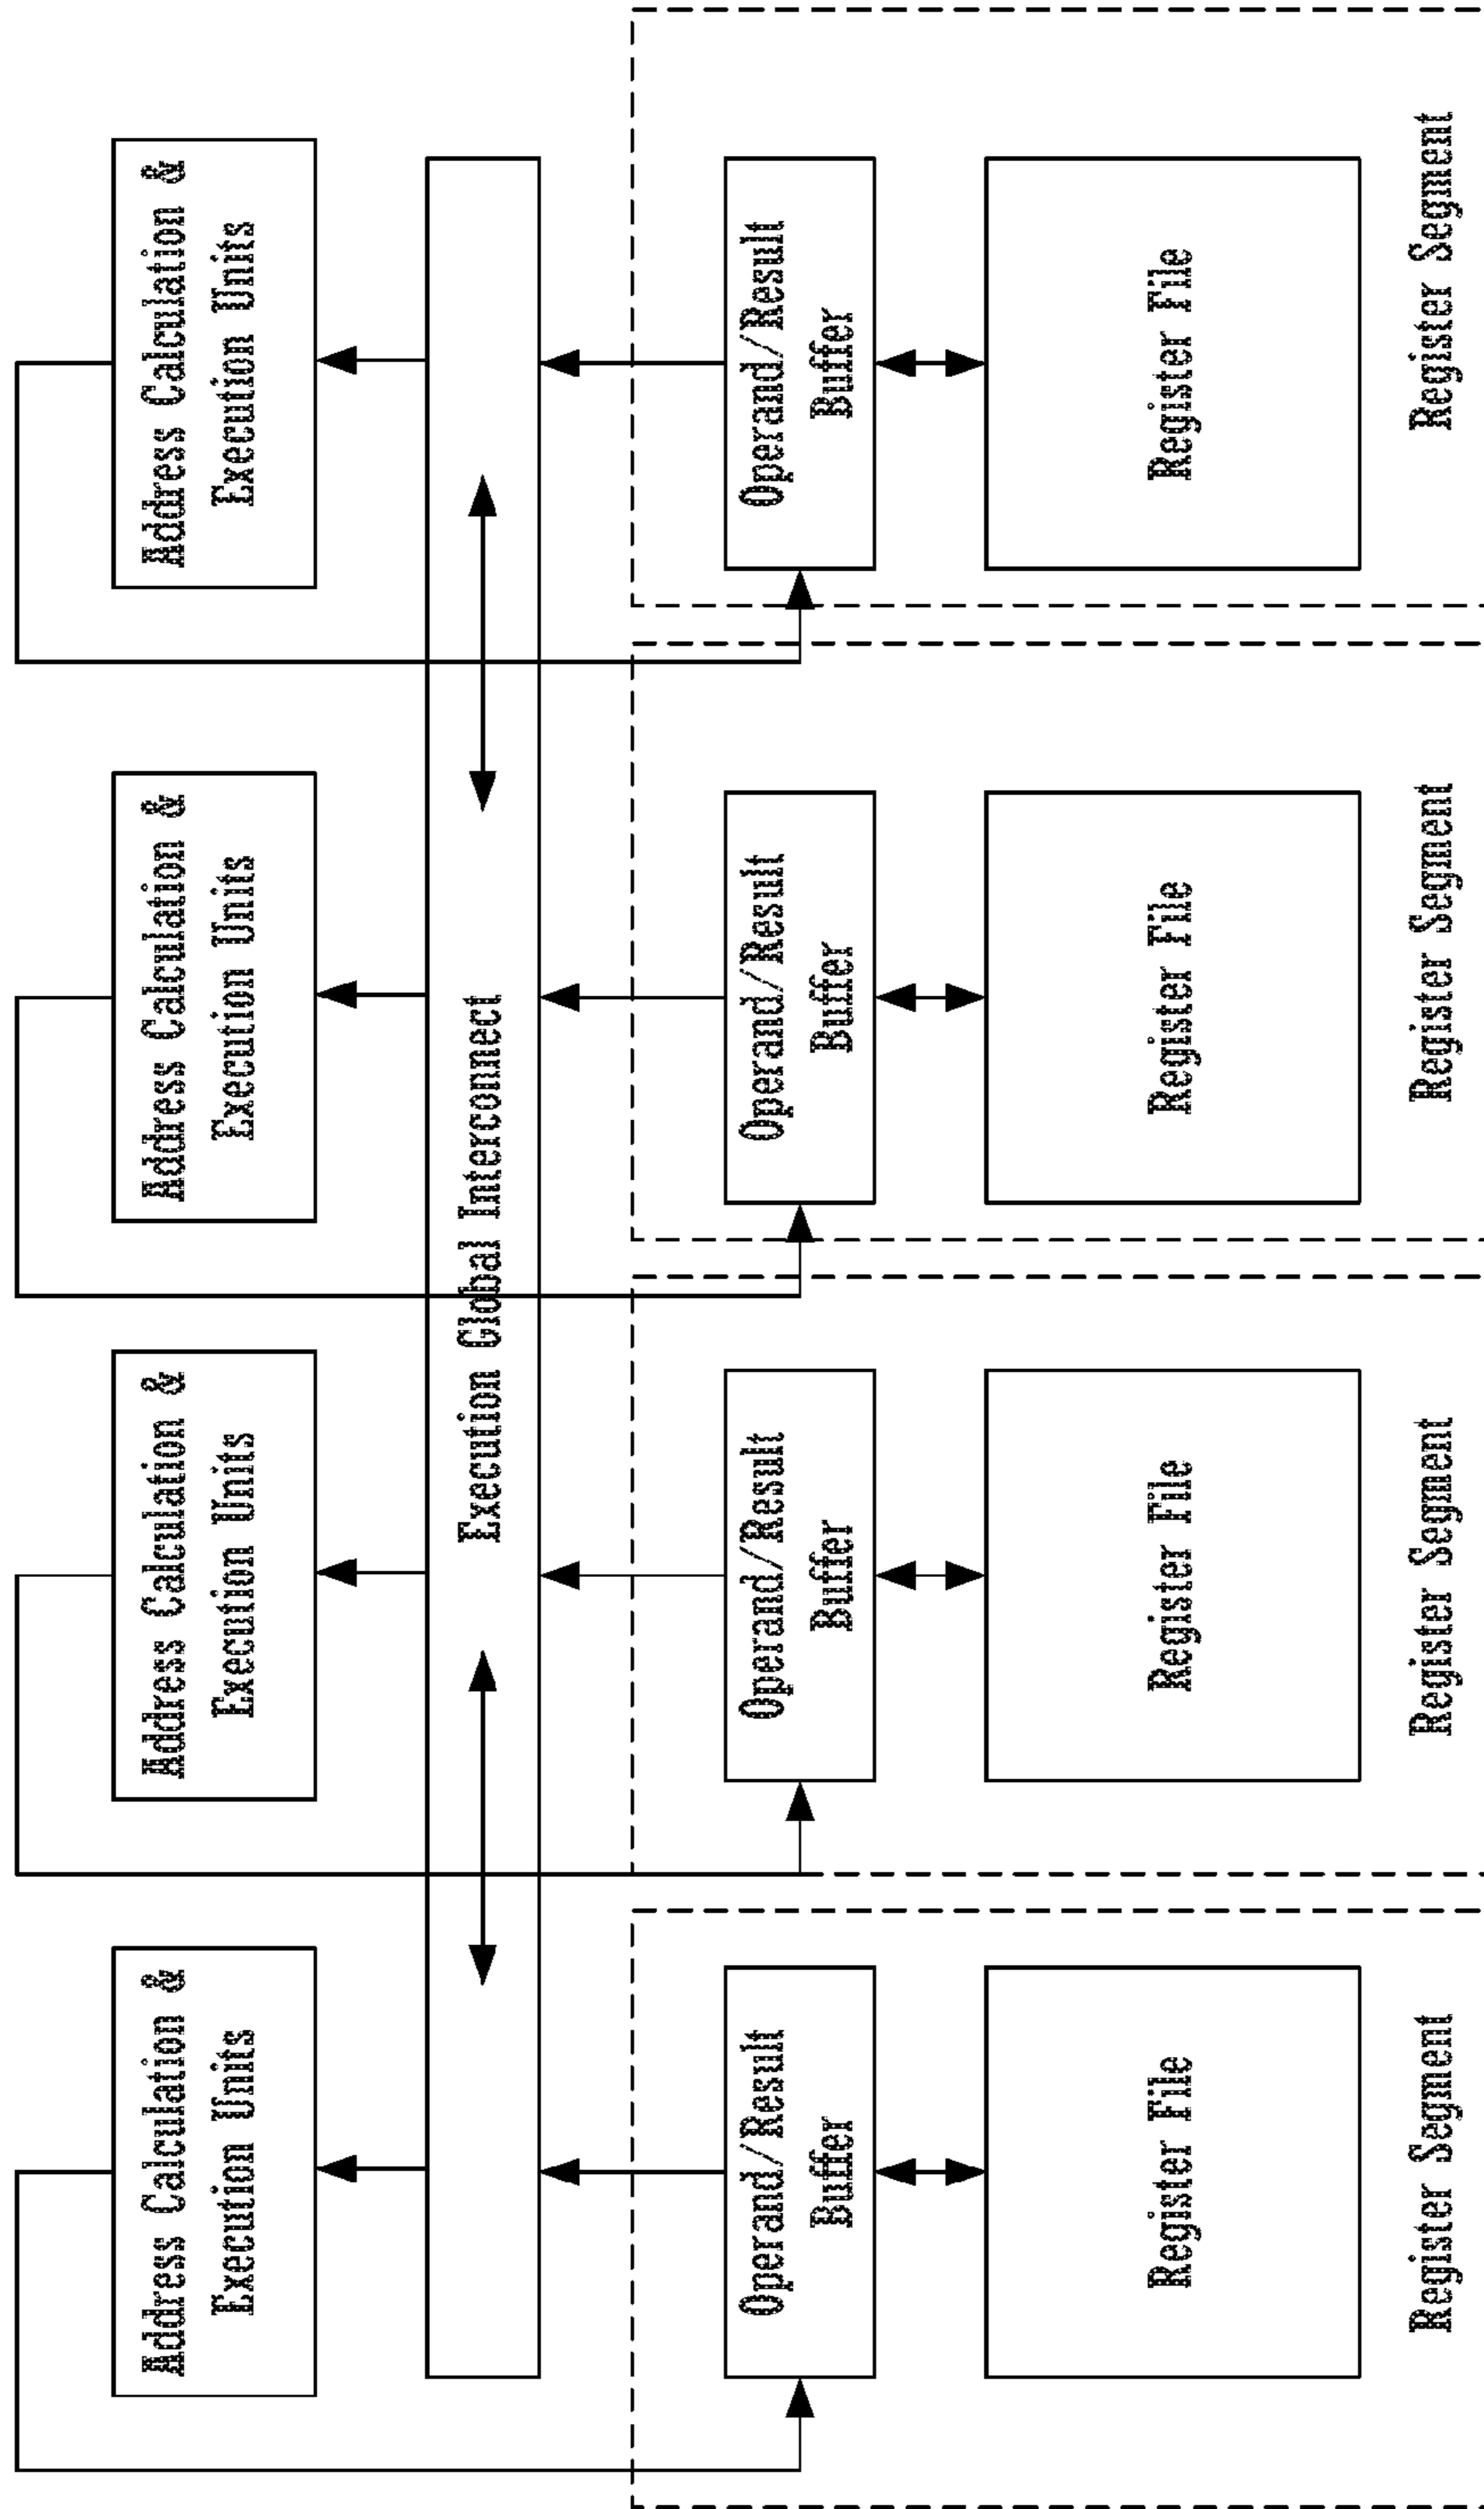 Address Calculation &
Execution Units
Address Calculation &
Execution Units
Address Calculation &
Execution Units
Address Calculation &
Execution Units
Execution Global Interconnect
Operand/Result
Buffer
Operand/Result
Buffer
Operand/Result
Buffer
Operand/Result
Buffer
Register File
Register File
Register File
Register File
Register Segment
Register Segment
Register Segment
Register Segment